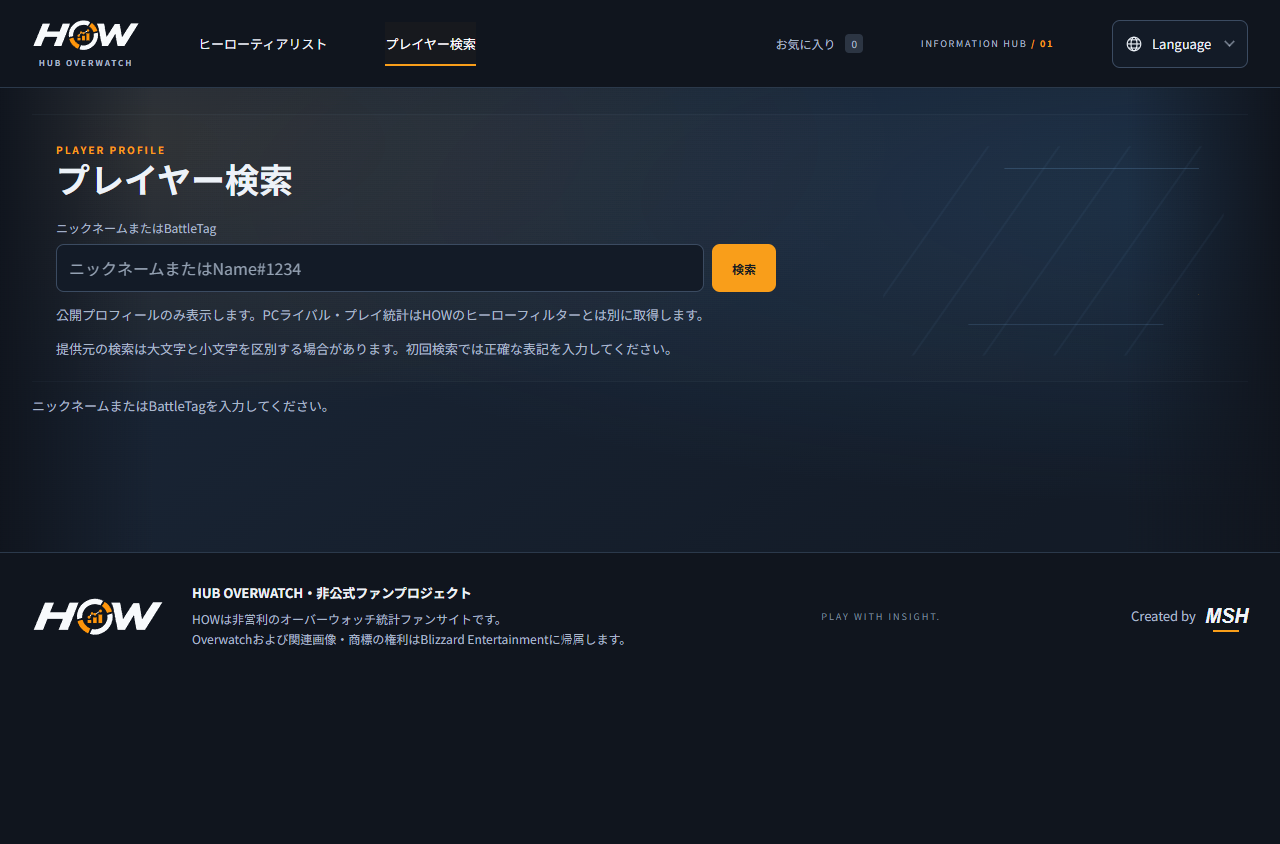 HOW
HUB OVERWATCH
ヒーローティアリスト
プレイヤー検索
お気に入り 0
INFORMATION HUB / 01
Language
PLAYER PROFILE
プレイヤー検索
ニックネームまたはBattleTag
ニックネームまたはName#1234
検索
公開プロフィールのみ表示します。PCライバル・プレイ統計はHOWのヒーローフィルターとは別に取得します。
提供元の検索は大文字と小文字を区別する場合があります。初回検索では正確な表記を入力してください。
ニックネームまたはBattleTagを入力してください。
HOW
HUB OVERWATCH・非公式ファンプロジェクト
HOWは非営利のオーバーウォッチ統計ファンサイトです。
Overwatchおよび関連画像・商標の権利はBlizzard Entertainmentに帰属します。
PLAY WITH INSIGHT.
Created by MSH